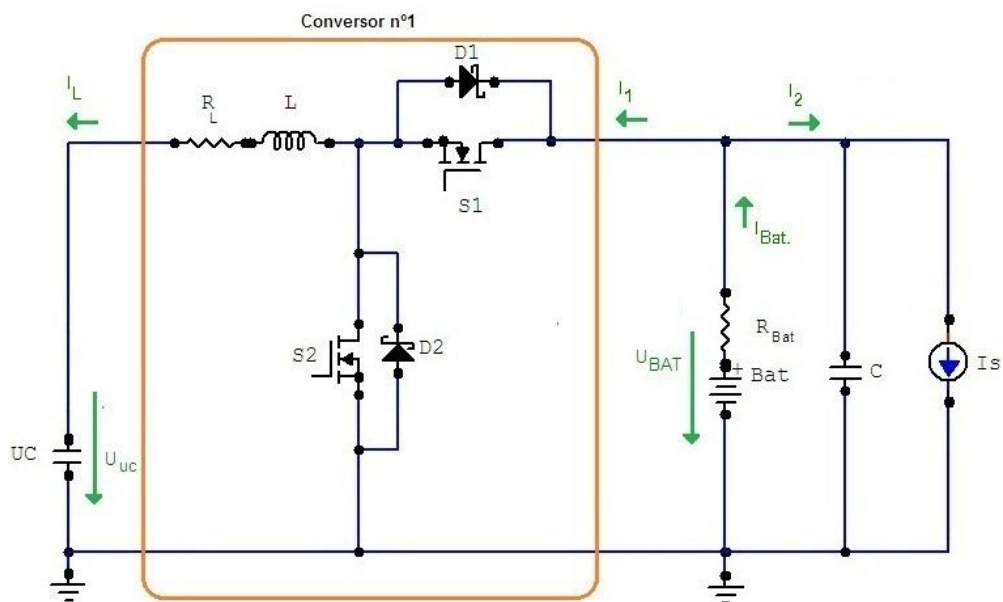 Conversor nº1
D1
I_L
R_L
L
I_1
I_2
S1
I_Bat.
S2
D2
R_Bat
U_BAT
+
Bat
C
Is
UC
U_uc